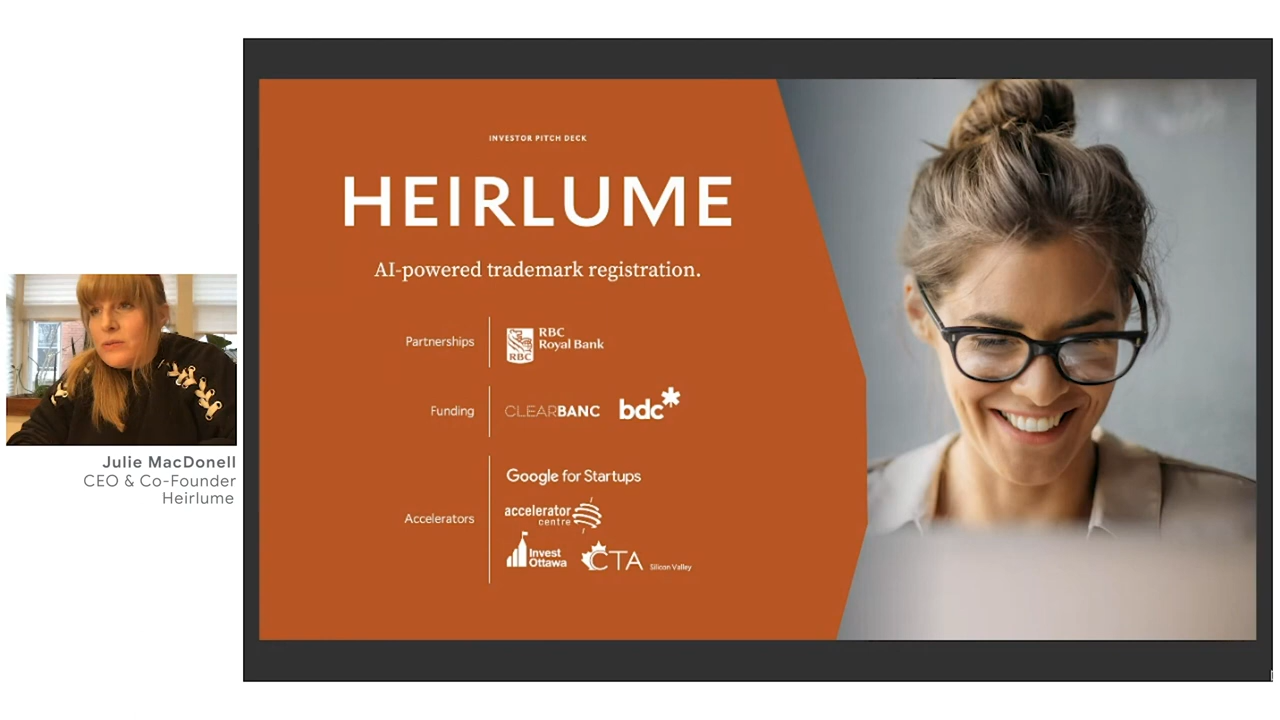 INVESTOR PITCH DECK
HEIRLUME
AI-powered trademark registration.
Partnerships
RBC
RBC
Royal Bank
Funding
CLEARBANC
bdc*
Accelerators
Google for Startups
accelerator
centre
Invest
Ottawa
CTA Silicon Valley
Julie MacDonell
CEO & Co-Founder
Heirlume